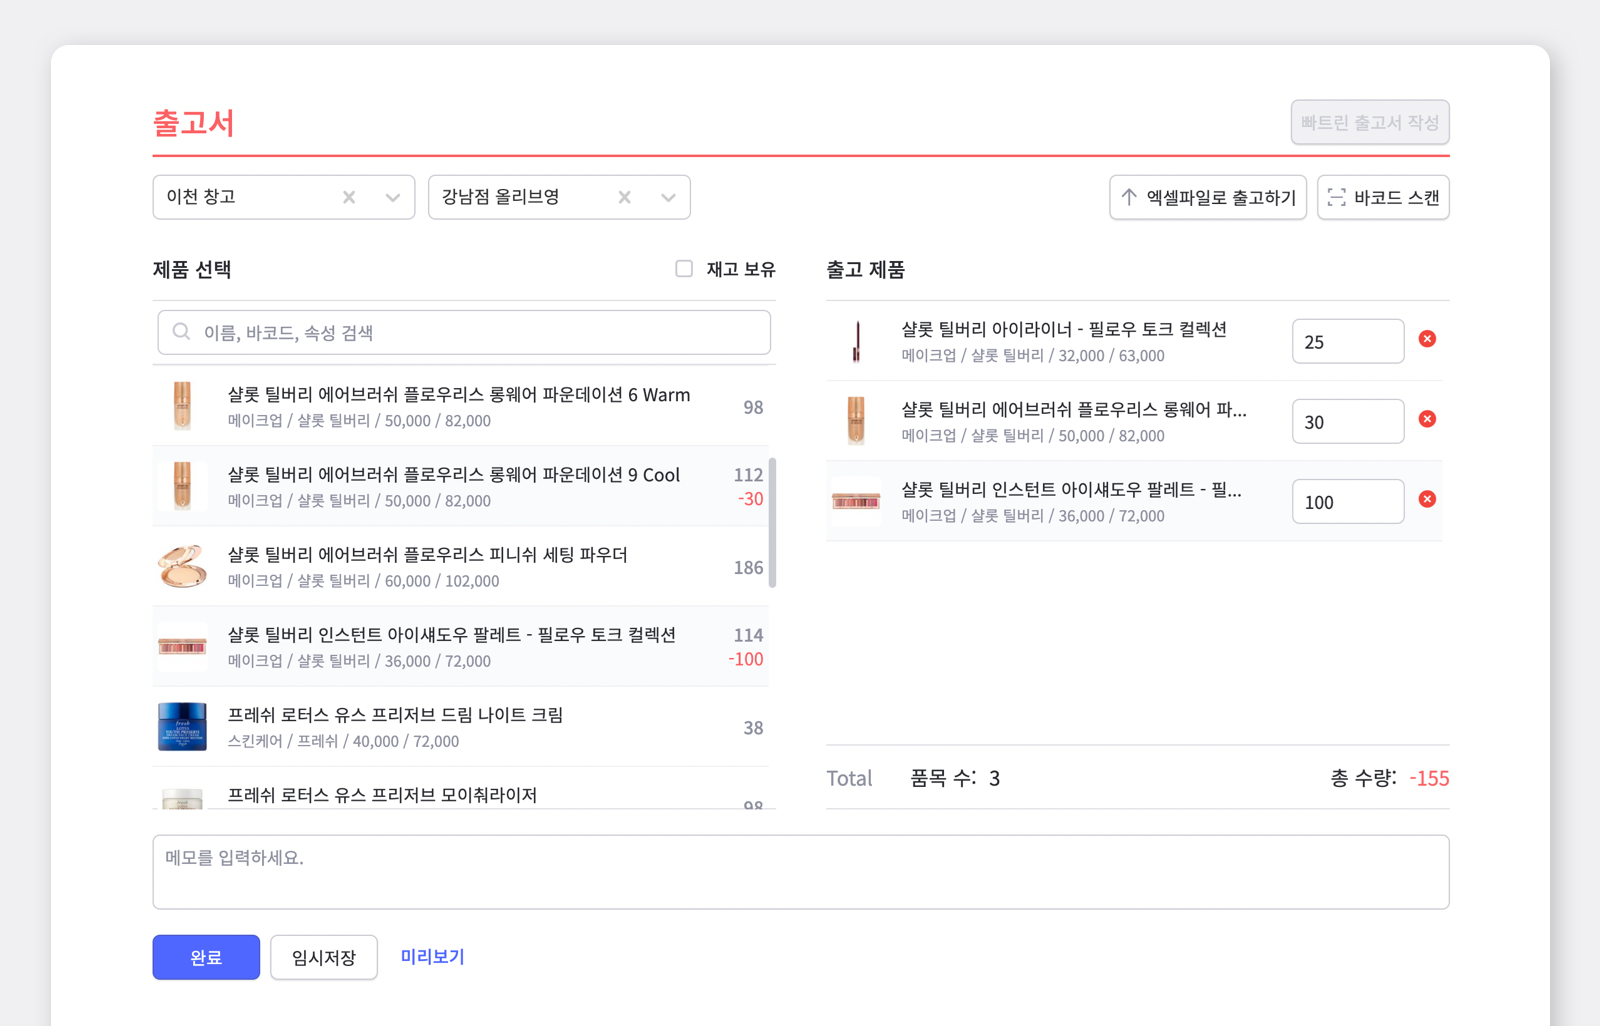 출고서
빠트린 출고서 작성
이천 창고
강남점 올리브영
엑셀파일로 출고하기
바코드 스캔
제품 선택
재고 보유
이름, 바코드, 속성 검색
샬롯 틸버리 에어브러쉬 플로우리스 롱웨어 파운데이션 6 Warm
메이크업 / 샬롯 틸버리 / 50,000 / 82,000
98
샬롯 틸버리 에어브러쉬 플로우리스 롱웨어 파운데이션 9 Cool
메이크업 / 샬롯 틸버리 / 50,000 / 82,000
112
-30
샬롯 틸버리 에어브러쉬 플로우리스 피니쉬 세팅 파우더
메이크업 / 샬롯 틸버리 / 60,000 / 102,000
186
샬롯 틸버리 인스턴트 아이섀도우 팔레트 - 필로우 토크 컬렉션
메이크업 / 샬롯 틸버리 / 36,000 / 72,000
114
-100
fresh
프레쉬 로터스 유스 프리저브 드림 나이트 크림
스킨케어 / 프레쉬 / 40,000 / 72,000
38
프레쉬 로터스 유스 프리저브 모이춰라이저
98
출고 제품
샬롯 틸버리 아이라이너 - 필로우 토크 컬렉션
메이크업 / 샬롯 틸버리 / 32,000 / 63,000
25
샬롯 틸버리 에어브러쉬 플로우리스 롱웨어 파...
메이크업 / 샬롯 틸버리 / 50,000 / 82,000
30
샬롯 틸버리 인스턴트 아이섀도우 팔레트 - 필...
메이크업 / 샬롯 틸버리 / 36,000 / 72,000
100
Total 품목 수: 3 총 수량: -155
메모를 입력하세요.
완료
임시저장
미리보기